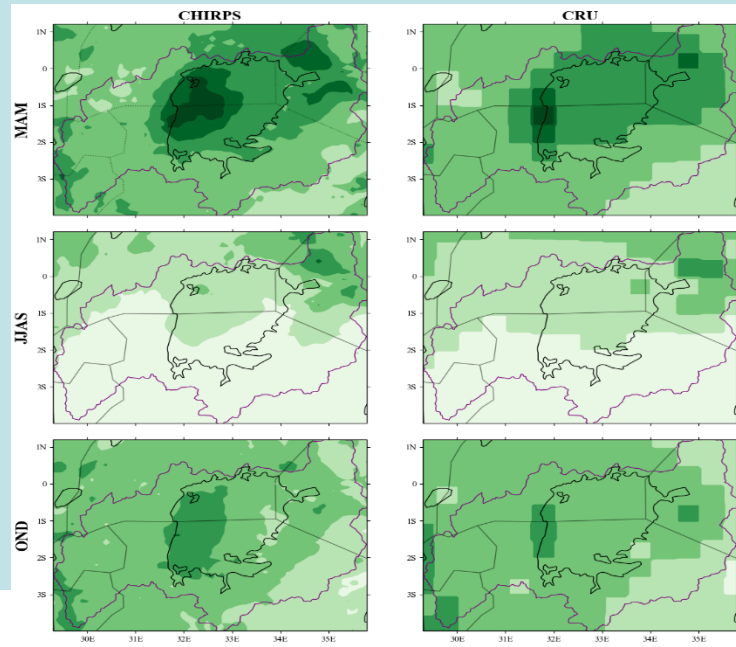 CHIRPS CRU
MAM
1N
0
1S
2S
3S
1N
0
1S
2S
3S
JJAS
1N
0
1S
2S
3S
1N
0
1S
2S
3S
OND
1N
0
1S
2S
3S
1N
0
1S
2S
3S
30E 31E 32E 33E 34E 35E
30E 31E 32E 33E 34E 35E